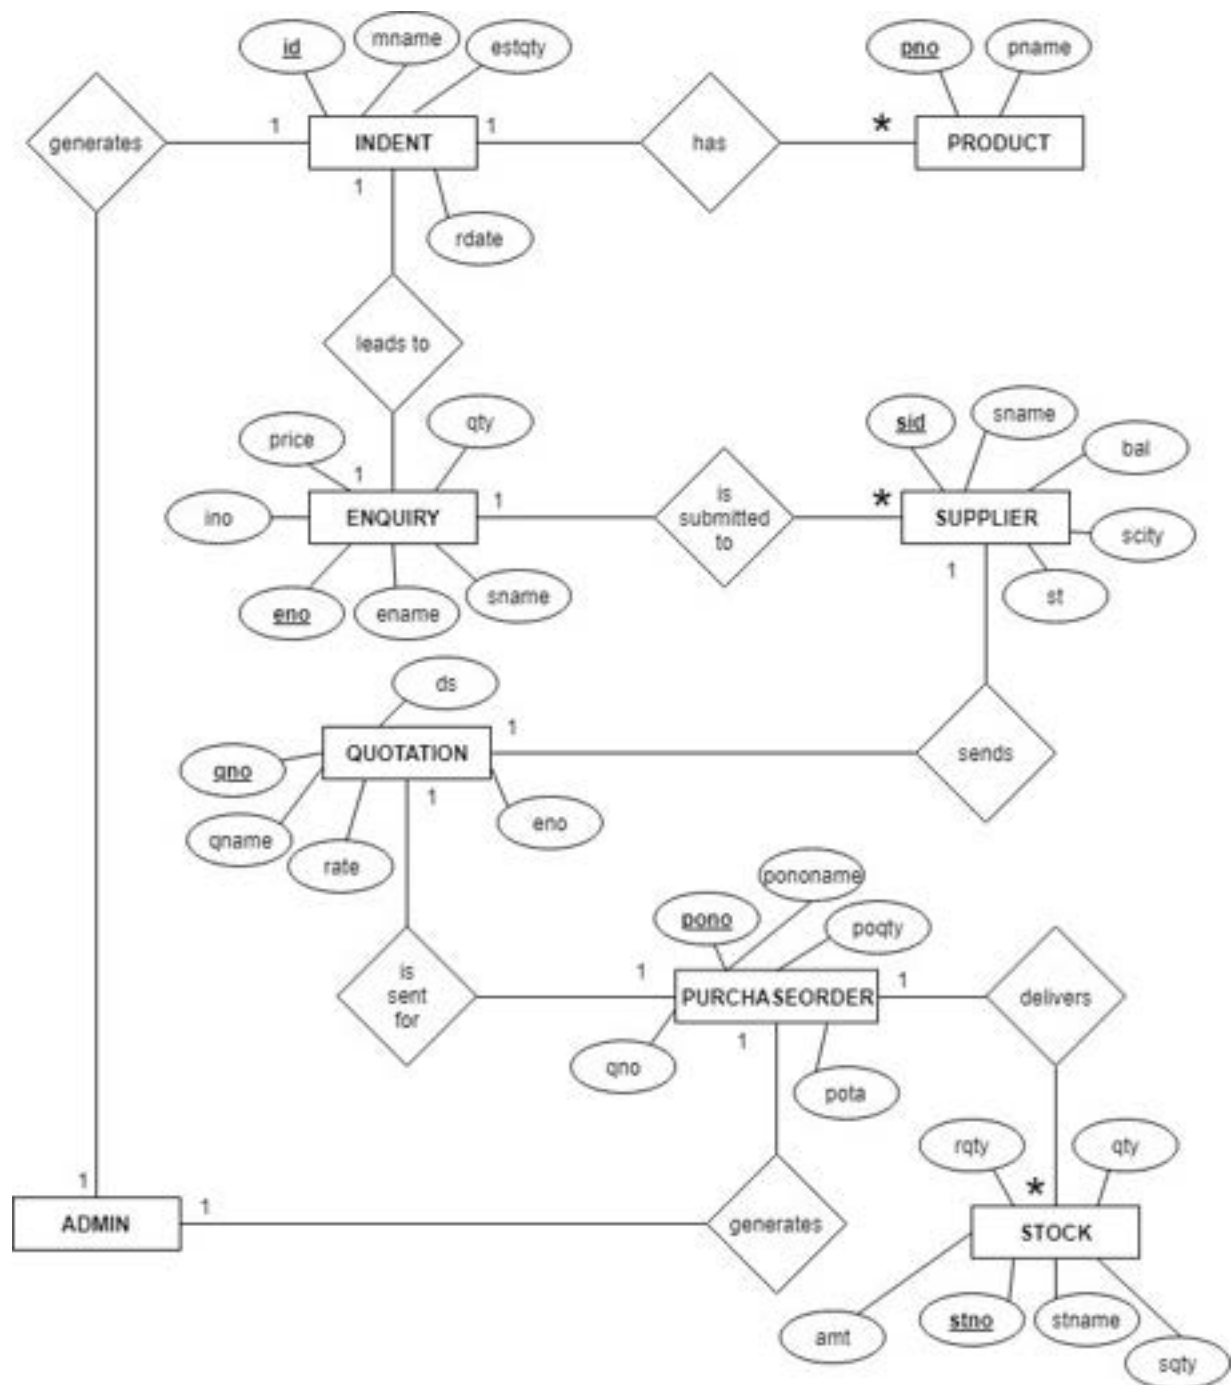 id
mname
estqty
pno
pname
generates
1
INDENT
1
has
*
PRODUCT
1
rdate
leads to
price
qty
sid
sname
bal
1
ino
ENQUIRY
1
is
submitted
to
*
SUPPLIER
scity
1
eno
ename
sname
st
ds
1
qno
QUOTATION
sends
1
qname
rate
eno
pononame
pono
poqty
is
sent
for
1
PURCHASEORDER
1
delivers
1
qno
pota
rqty
qty
1
*
1
ADMIN
generates
STOCK
amt
stno
stname
sqty